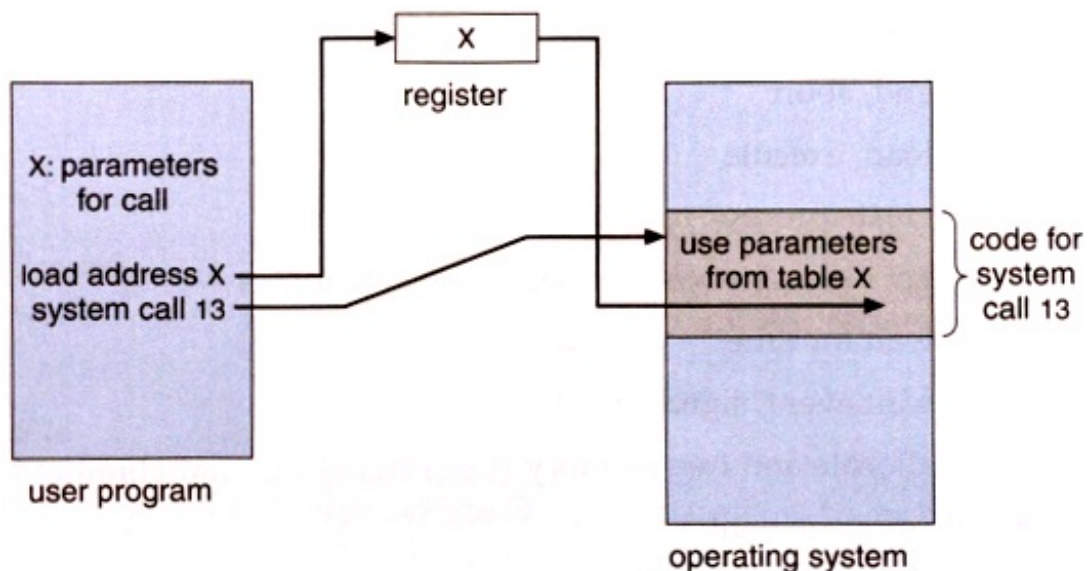 X
register
X: parameters
for call
load address X
system call 13
user program
use parameters
from table X
code for
system
call 13
operating system